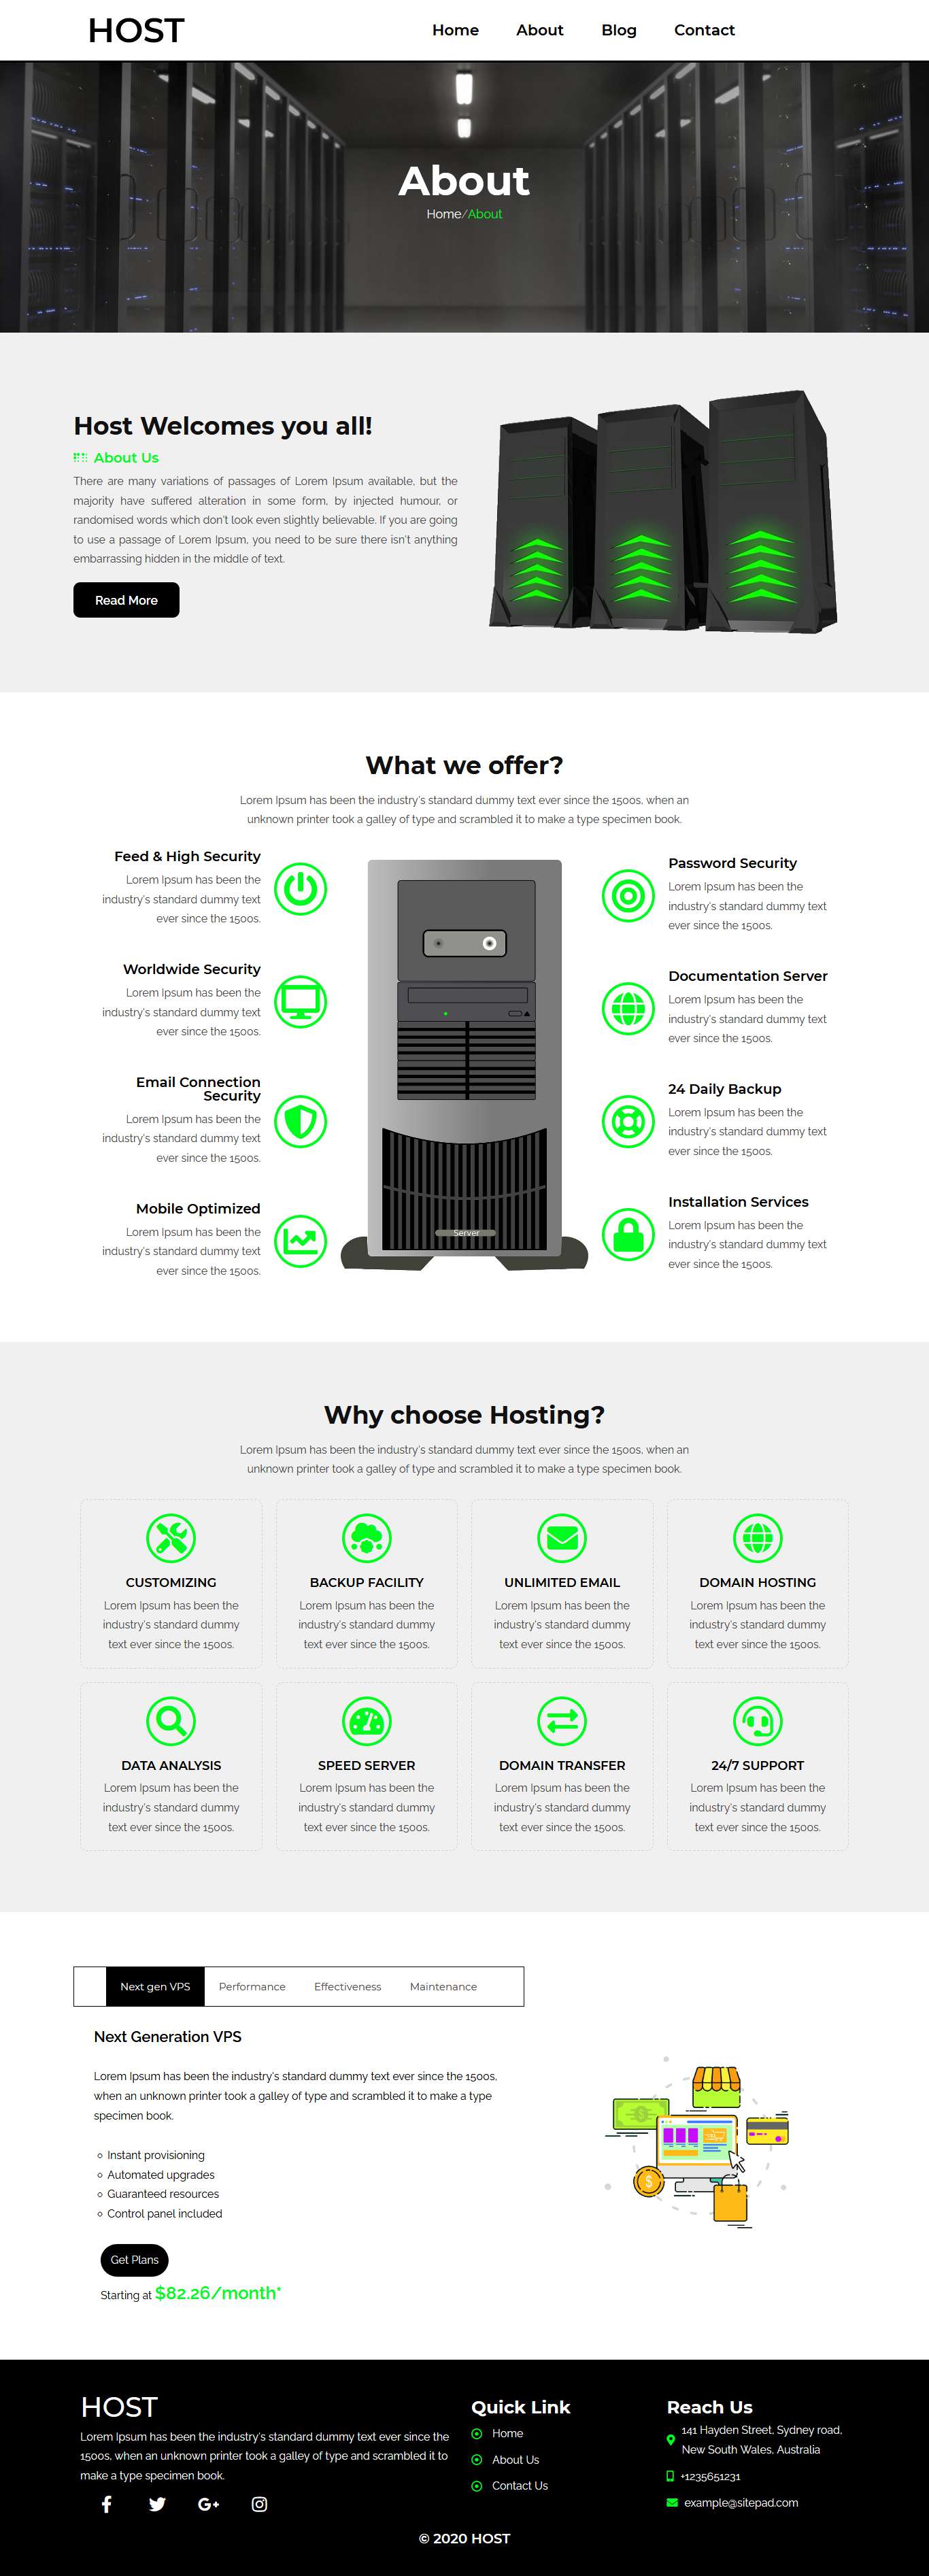 HOST
Home
About
Blog
Contact
About
Home/About
Host Welcomes you all!
About Us
There are many variations of passages of Lorem Ipsum available, but the
majority have suffered alteration in some form, by injected humour, or
randomised words which don't look even slightly believable. If you are going
to use a passage of Lorem Ipsum, you need to be sure there isn't anything
embarrassing hidden in the middle of text.
Read More
What we offer?
Lorem Ipsum has been the industry's standard dummy text ever since the 1500s, when an
unknown printer took a galley of type and scrambled it to make a type specimen book.
Feed & High Security
Lorem Ipsum has been the
industry's standard dummy text
ever since the 1500s.
Worldwide Security
Lorem Ipsum has been the
industry's standard dummy text
ever since the 1500s.
Email Connection
Security
Lorem Ipsum has been the
industry's standard dummy text
ever since the 1500s.
Mobile Optimized
Lorem Ipsum has been the
industry's standard dummy text
ever since the 1500s.
Server
Password Security
Lorem Ipsum has been the
industry's standard dummy text
ever since the 1500s.
Documentation Server
Lorem Ipsum has been the
industry's standard dummy text
ever since the 1500s.
24 Daily Backup
Lorem Ipsum has been the
industry's standard dummy text
ever since the 1500s.
Installation Services
Lorem Ipsum has been the
industry's standard dummy text
ever since the 1500s.
Why choose Hosting?
Lorem Ipsum has been the industry's standard dummy text ever since the 1500s, when an
unknown printer took a galley of type and scrambled it to make a type specimen book.
CUSTOMIZING
Lorem Ipsum has been the
industry's standard dummy
text ever since the 1500s.
BACKUP FACILITY
Lorem Ipsum has been the
industry's standard dummy
text ever since the 1500s.
UNLIMITED EMAIL
Lorem Ipsum has been the
industry's standard dummy
text ever since the 1500s.
DOMAIN HOSTING
Lorem Ipsum has been the
industry's standard dummy
text ever since the 1500s.
DATA ANALYSIS
Lorem Ipsum has been the
industry's standard dummy
text ever since the 1500s.
SPEED SERVER
Lorem Ipsum has been the
industry's standard dummy
text ever since the 1500s.
DOMAIN TRANSFER
Lorem Ipsum has been the
industry's standard dummy
text ever since the 1500s.
24/7 SUPPORT
Lorem Ipsum has been the
industry's standard dummy
text ever since the 1500s.
Next gen VPS
Performance
Effectiveness
Maintenance
Next Generation VPS
Lorem Ipsum has been the industry's standard dummy text ever since the 1500s,
when an unknown printer took a galley of type and scrambled it to make a type
specimen book.
Instant provisioning
Automated upgrades
Guaranteed resources
Control panel included
Get Plans
Starting at $82.26/month*
$
$
HOST
Lorem Ipsum has been the industry's standard dummy text ever since the
1500s, when an unknown printer took a galley of type and scrambled it to
make a type specimen book.
Quick Link
Home
About Us
Contact Us
Reach Us
141 Hayden Street, Sydney road,
New South Wales, Australia
+1235651231
example@sitepad.com
© 2020 HOST